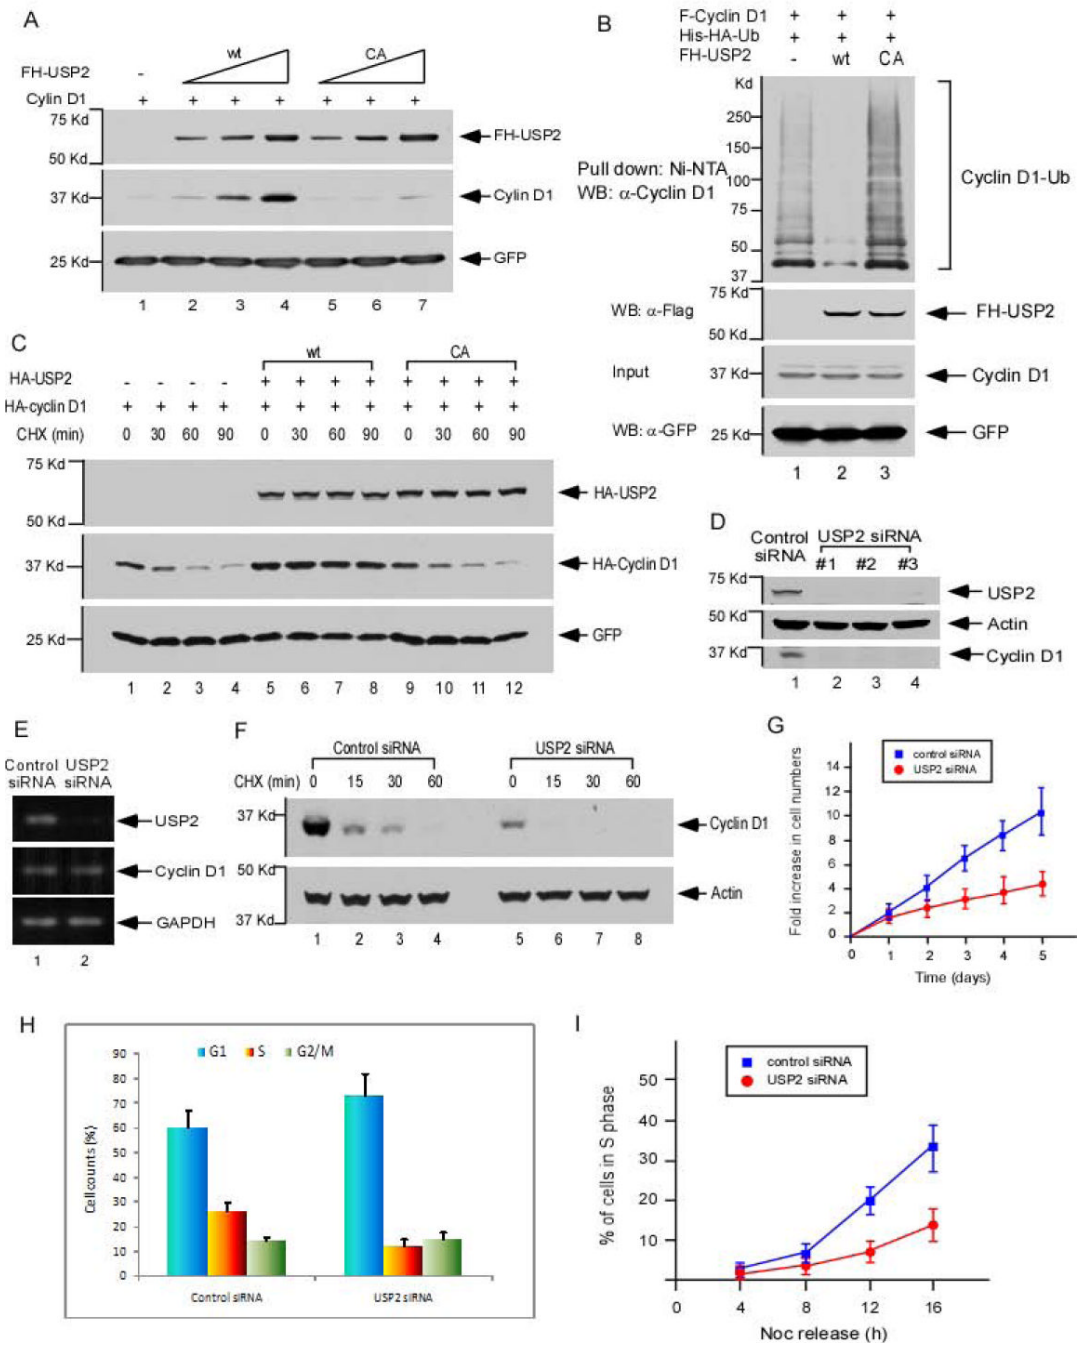 A
wt
CA
FH-USP2
-
Cylin D1
+ + + + + + +
75 Kd
FH-USP2
50 Kd
37 Kd
Cylin D1
25 Kd
GFP
1 2 3 4 5 6 7
B
F-Cyclin D1 + + +
His-HA-Ub + + +
FH-USP2 - wt CA
Kd
250
150
Pull down: Ni-NTA
WB: α-Cyclin D1
100
75
50
37
Cyclin D1-Ub
75 Kd
WB: α-Flag
FH-USP2
50 Kd
Input
37 Kd
Cyclin D1
WB: α-GFP
25 Kd
GFP
1 2 3
C
wt CA
HA-USP2 - - - - + + + + + + + +
HA-cyclin D1 + + + + + + + + + + + +
CHX (min) 0 30 60 90 0 30 60 90 0 30 60 90
75 Kd
HA-USP2
50 Kd
37 Kd
HA-Cyclin D1
25 Kd
GFP
1 2 3 4 5 6 7 8 9 10 11 12
D
Control siRNA
USP2 siRNA
#1 #2 #3
75 Kd
USP2
50 Kd
Actin
37 Kd
Cyclin D1
1 2 3 4
E
Control USP2
siRNA siRNA
USP2
Cyclin D1
GAPDH
1 2
F
Control siRNA USP2 siRNA
CHX (min) 0 15 30 60 0 15 30 60
37 Kd
Cyclin D1
50 Kd
Actin
37 Kd
1 2 3 4 5 6 7 8
G
control siRNA
USP2 siRNA
Fold increase in cell numbers
14
12
10
8
6
4
2
0
0 1 2 3 4 5
Time (days)
H
G1 S G2/M
Cell counts (%)
90
80
70
60
50
40
30
20
10
0
Control siRNA USP2 siRNA
I
control siRNA
USP2 siRNA
% of cells in S phase
50
40
30
20
10
0 4 8 12 16
Noc release (h)